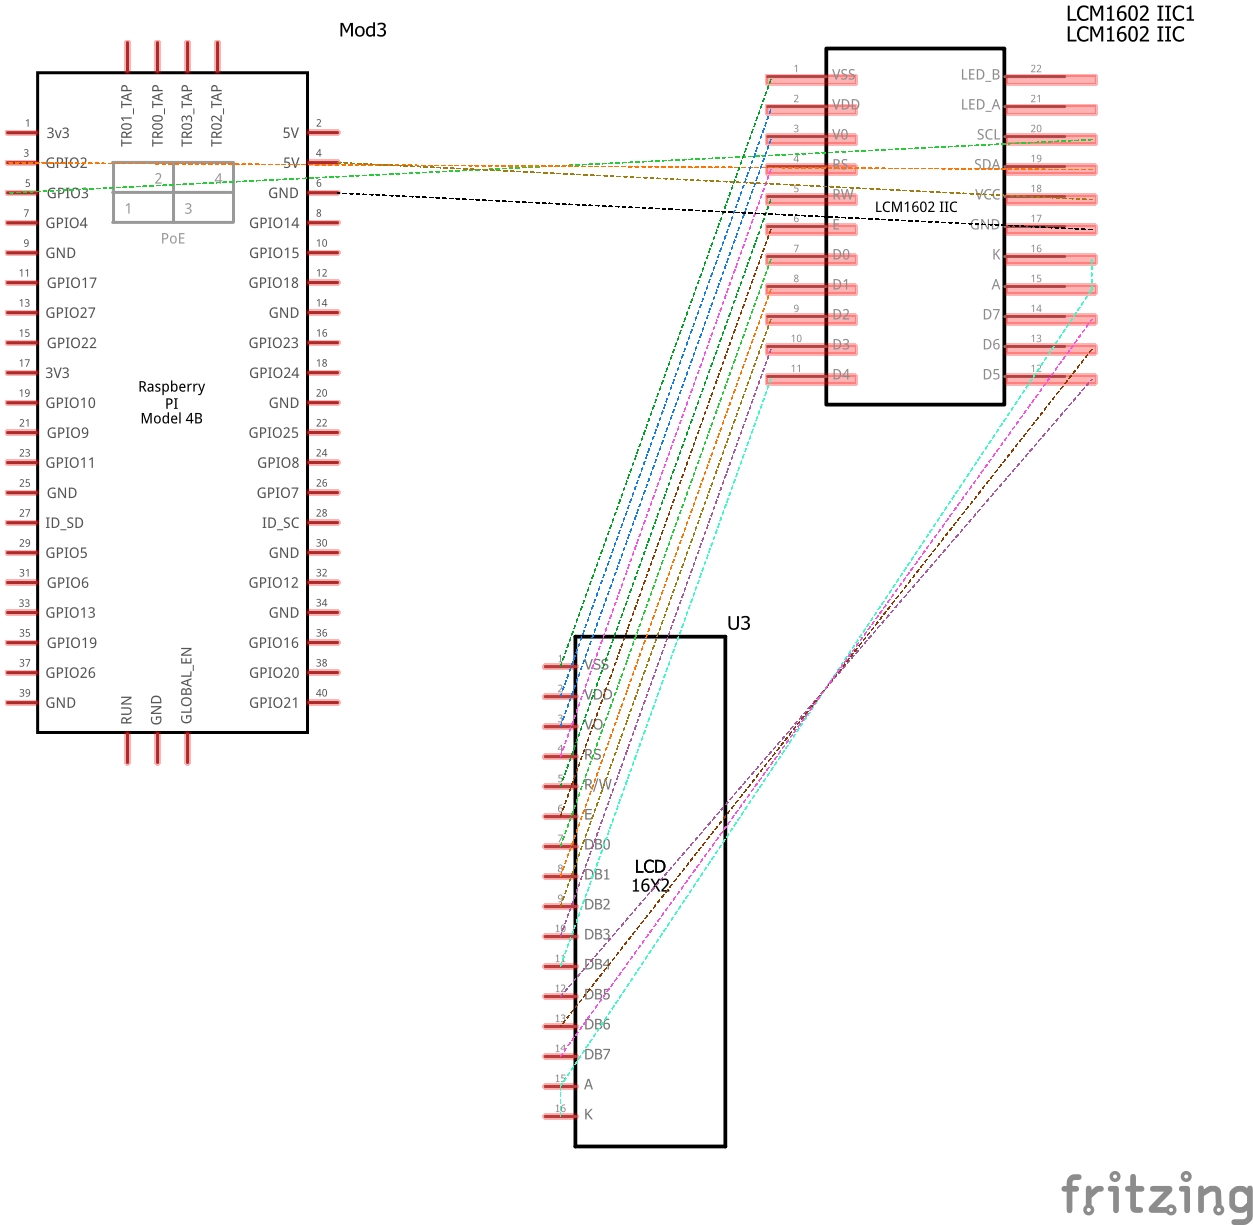 Mod3
TR01_TAP
TR00_TAP
TR03_TAP
TR02_TAP
1 3v3 5V 2
3 GPIO2 5V 4
5 GPIO3 GND 6
7 GPIO4 GPIO14 8
9 GND GPIO15 10
11 GPIO17 GPIO18 12
13 GPIO27 GND 14
15 GPIO22 GPIO23 16
17 3V3 GPIO24 18
19 GPIO10 GND 20
21 GPIO9 GPIO25 22
23 GPIO11 GPIO8 24
25 GND GPIO7 26
27 ID_SD ID_SC 28
29 GPIO5 GND 30
31 GPIO6 GPIO12 32
33 GPIO13 GND 34
35 GPIO19 GPIO16 36
37 GPIO26 GPIO20 38
39 GND GPIO21 40
2 4
1 3
PoE
Raspberry
PI
Model 4B
RUN
GND
GLOBAL_EN
LCM1602 IIC1
LCM1602 IIC
1 VSS LED_B 22
2 VDD LED_A 21
3 V0 SCL 20
4 RS SDA 19
5 RW VCC 18
6 E GND 17
7 D0 K 16
8 D1 A 15
9 D2 D7 14
10 D3 D6 13
11 D4 D5 12
LCM1602 IIC
U3
1 VSS
2 VDD
3 VO
4 RS
5 R/W
6 E
7 DB0
8 DB1
9 DB2
10 DB3
11 DB4
12 DB5
13 DB6
14 DB7
15 A
16 K
LCD
16X2
fritzing